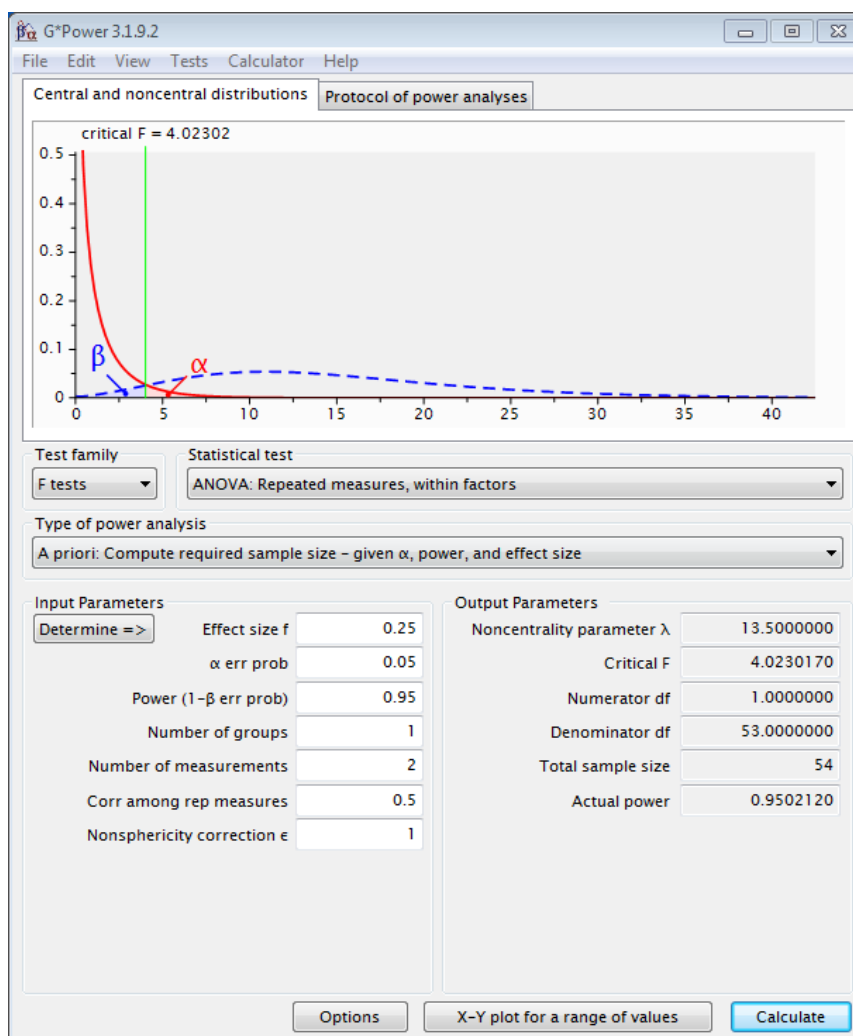 G*Power 3.1.9.2
File Edit View Tests Calculator Help
Central and noncentral distributions Protocol of power analyses
critical F = 4.02302
0.5
0.4
0.3
0.2
0.1
β α
0
0 5 10 15 20 25 30 35 40
Test family Statistical test
F tests ANOVA: Repeated measures, within factors
Type of power analysis
A priori: Compute required sample size – given α, power, and effect size
Input Parameters Output Parameters
Determine => Effect size f 0.25 Noncentrality parameter λ 13.5000000
α err prob 0.05 Critical F 4.0230170
Power (1-β err prob) 0.95 Numerator df 1.0000000
Number of groups 1 Denominator df 53.0000000
Number of measurements 2 Total sample size 54
Corr among rep measures 0.5 Actual power 0.9502120
Nonsphericity correction ϵ 1
Options X-Y plot for a range of values Calculate